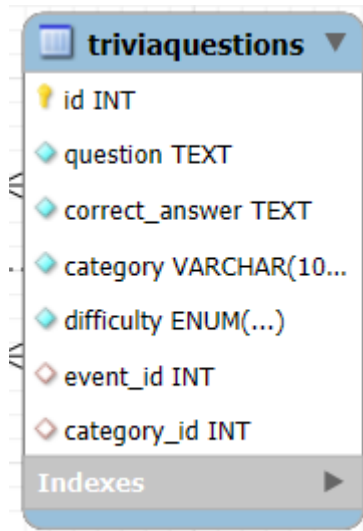 triviaquestions
id INT
question TEXT
correct_answer TEXT
category VARCHAR(10...
difficulty ENUM(...)
event_id INT
category_id INT
Indexes